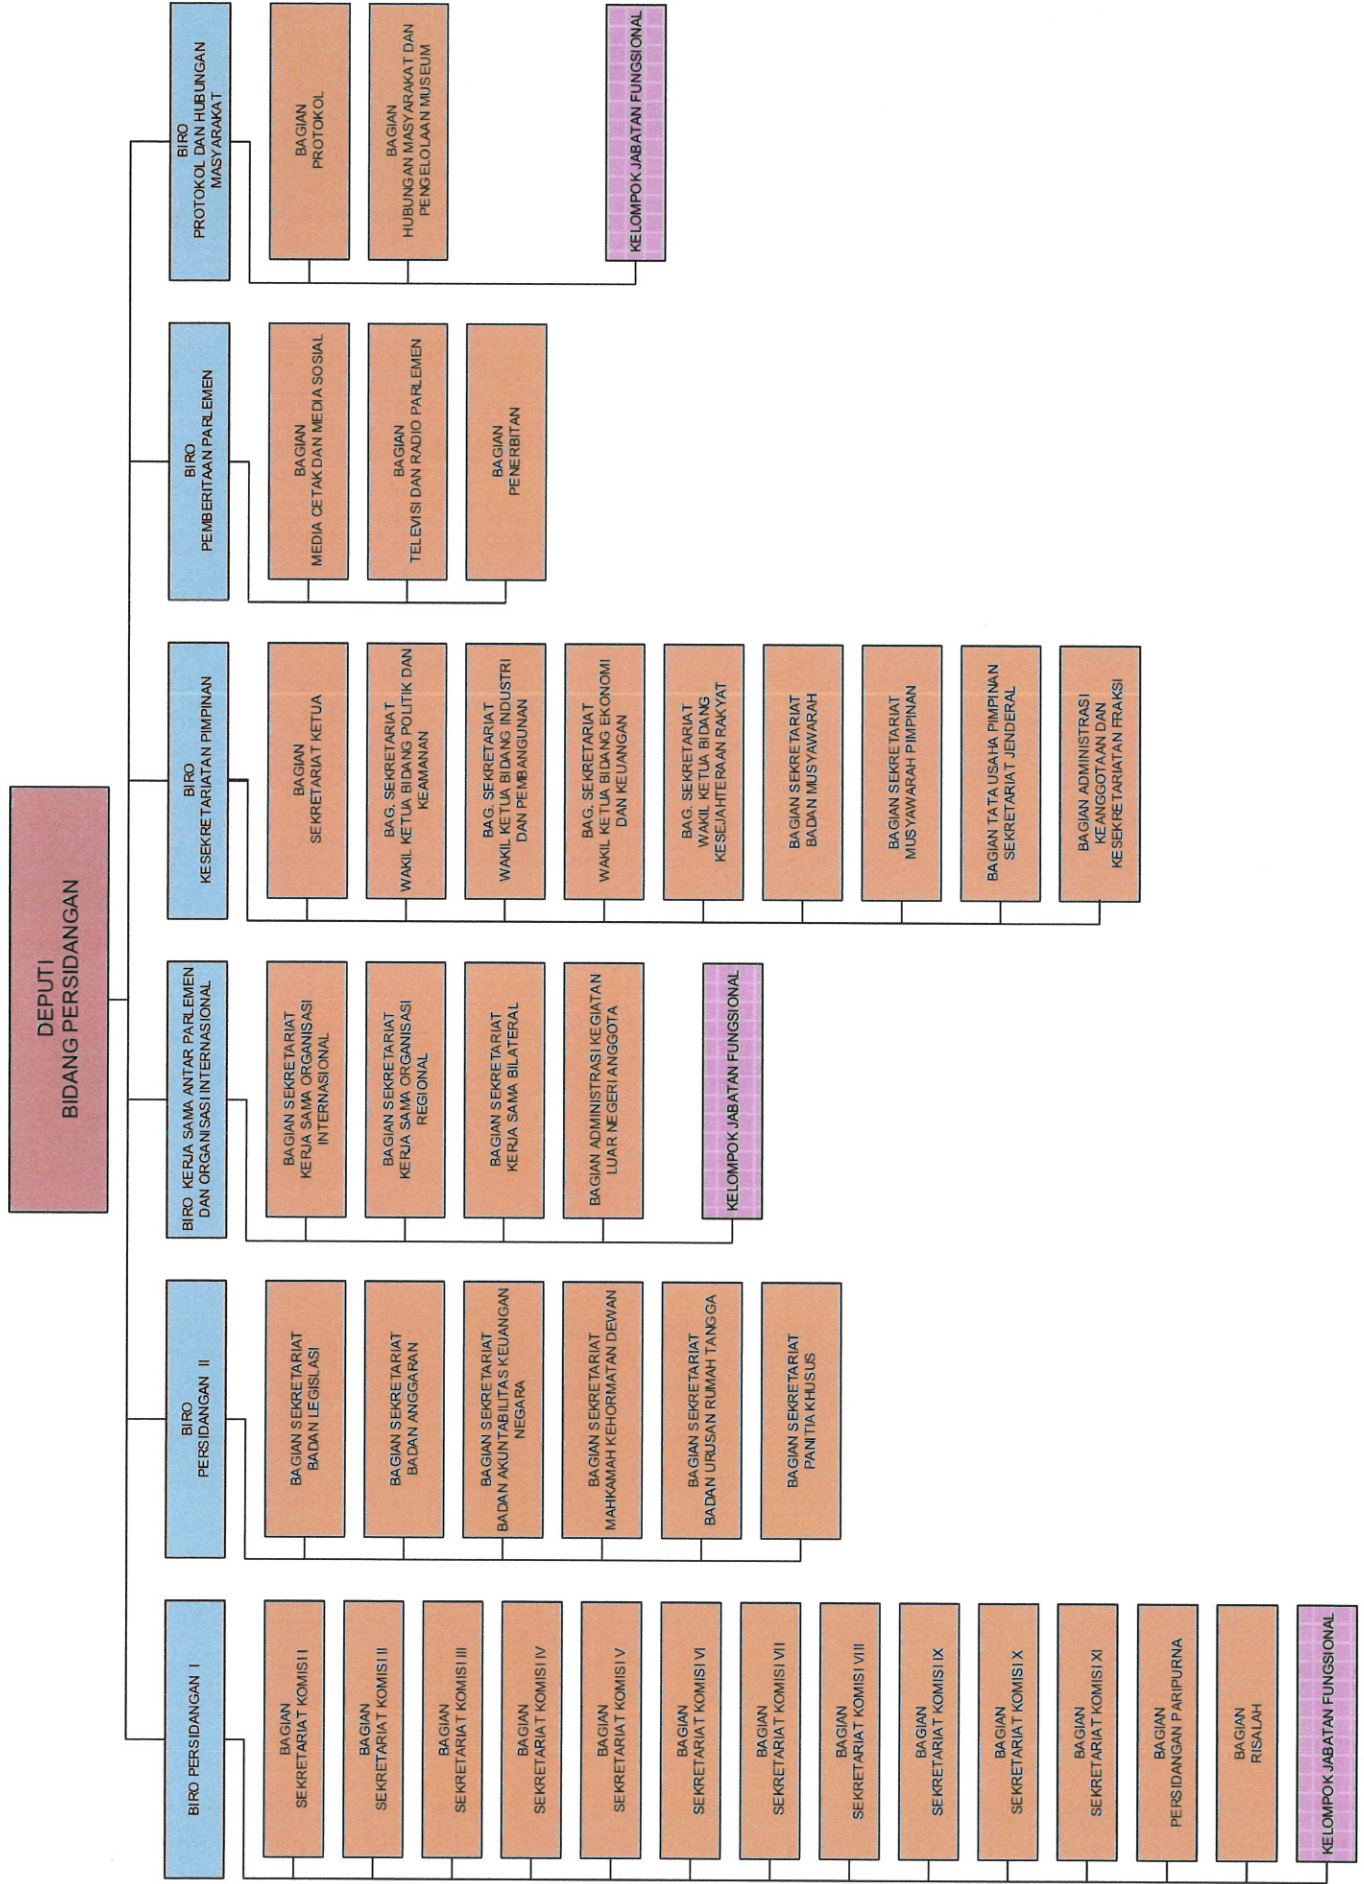 DEPUTI
BIDANG PERSIDANGAN
BIRO PERSIDANGAN I
BAGIAN
SEKRETARIAT KOMISI I
BAGIAN
SEKRETARIAT KOMISI II
BAGIAN
SEKRETARIAT KOMISI III
BAGIAN
SEKRETARIAT KOMISI IV
BAGIAN
SEKRETARIAT KOMISI V
BAGIAN
SEKRETARIAT KOMISI VI
BAGIAN
SEKRETARIAT KOMISI VII
BAGIAN
SEKRETARIAT KOMISI VIII
BAGIAN
SEKRETARIAT KOMISI IX
BAGIAN
SEKRETARIAT KOMISI X
BAGIAN
SEKRETARIAT KOMISI XI
BAGIAN
PERSIDANGAN PARIPURNA
BAGIAN
RISALAH
KELOMPOK JABATAN FUNGSIONAL
BIRO
PERSIDANGAN II
BAGIAN SEKRETARIAT
BADAN LEGISLASI
BAGIAN SEKRETARIAT
BADAN ANGGARAN
BAGIAN SEKRETARIAT
BADAN AKUNTABILITAS KEUANGAN
NEGARA
BAGIAN SEKRETARIAT
MAHKAMAH KEHORMATAN DEWAN
BAGIAN SEKRETARIAT
BADAN URUSAN RUMAH TANGGA
BAGIAN SEKRETARIAT
PANITIA KHUSUS
BIRO KERJA SAMA ANTAR PARLEMEN
DAN ORGANISASI INTERNASIONAL
BAGIAN SEKRETARIAT
KERJA SAMA ORGANISASI
INTERNASIONAL
BAGIAN SEKRETARIAT
KERJA SAMA ORGANISASI
REGIONAL
BAGIAN SEKRETARIAT
KERJA SAMA BILATERAL
BAGIAN ADMINISTRASI KEGIATAN
LUAR NEGERI ANGGOTA
KELOMPOK JABATAN FUNGSIONAL
BIRO
KESEKRETARIATAN PIMPINAN
BAGIAN
SEKRETARIAT KETUA
BAG. SEKRETARIAT
WAKIL KETUA BIDANG POLITIK DAN
KEAMANAN
BAG. SEKRETARIAT
WAKIL KETUA BIDANG INDUSTRI
DAN PEMBANGUNAN
BAG. SEKRETARIAT
WAKIL KETUA BIDANG EKONOMI
DAN KEUANGAN
BAG. SEKRETARIAT
WAKIL KETUA BIDANG
KESEJAHTERAAN RAKYAT
BAGIAN SEKRETARIAT
BADAN MUSYAWARAH
BAGIAN SEKRETARIAT
MUSYAWARAH PIMPINAN
BAGIAN TATA USAHA PIMPINAN
SEKRETARIAT JENDERAL
BAGIAN ADMINISTRASI
KEANGGOTAN DAN
KESEKRETARIATAN FRAKSI
BIRO
PEMBERITAAN PARLEMEN
BAGIAN
MEDIA CETAK DAN MEDIA SOSIAL
BAGIAN
TELEVISI DAN RADIO PARLEMEN
BAGIAN
PENERBITAN
BIRO
PROTOKOL DAN HUBUNGAN
MASYARAKAT
BAGIAN
PROTOKOL
BAGIAN
HUBUNGAN MASYARAKAT DAN
PENGELOLAAN MUSEUM
KELOMPOK JABATAN FUNGSIONAL